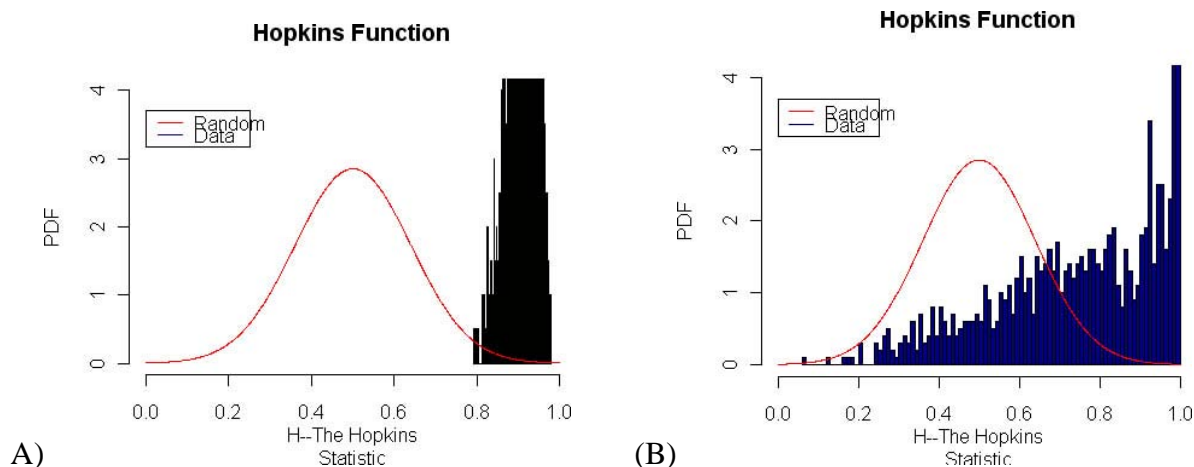 Hopkins Function
4
3
2
1
0
PDF
Random
Data
0.0 0.2 0.4 0.6 0.8 1.0
H--The Hopkins
Statistic
A)
Hopkins Function
4
3
2
1
0
PDF
Random
Data
0.0 0.2 0.4 0.6 0.8 1.0
H--The Hopkins
Statistic
(B)